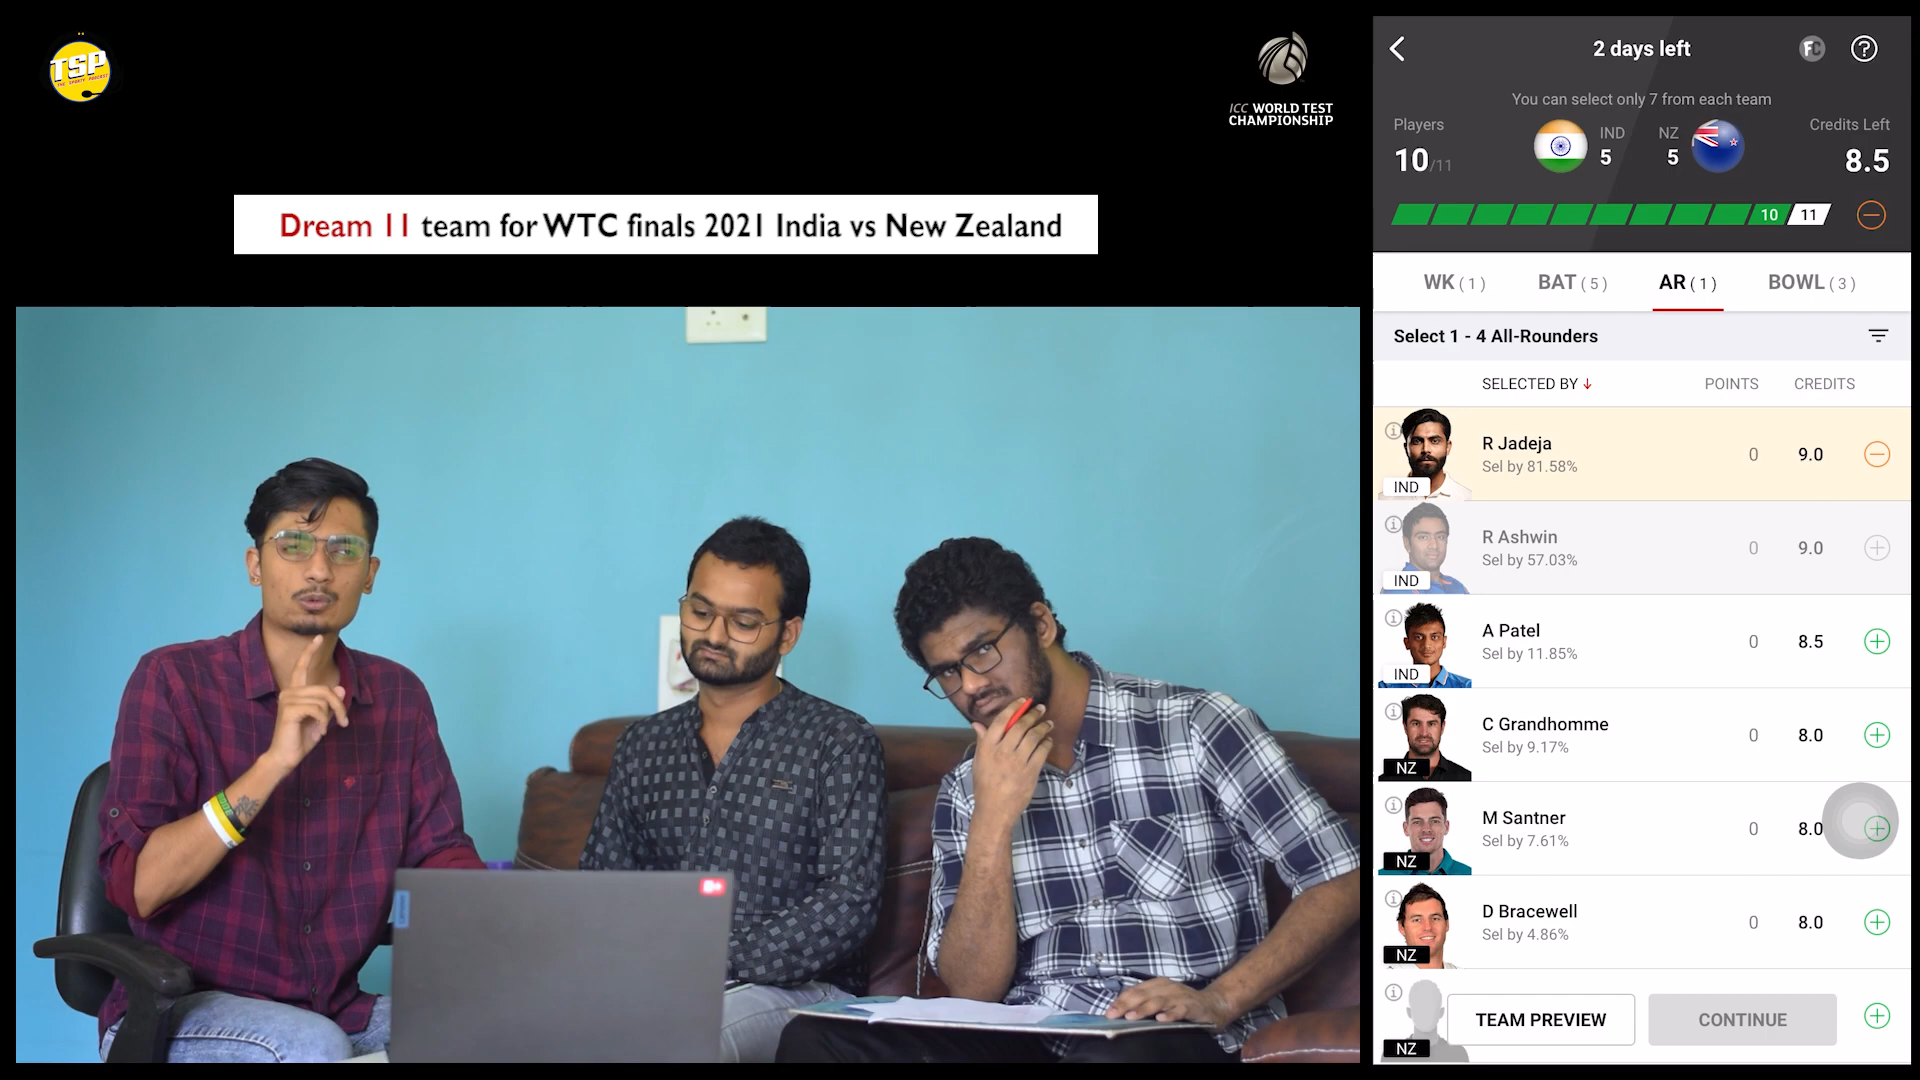 TSP
THE SPORTS PODCAST
ICC WORLD TEST
CHAMPIONSHIP
Dream 11 team for WTC finals 2021 India vs New Zealand
2 days left
FC
?
You can select only 7 from each team
Players
10/11
IND
5
NZ
5
Credits Left
8.5
10
11
WK ( 1 )
BAT ( 5 )
AR ( 1 )
BOWL ( 3 )
Select 1 - 4 All-Rounders
SELECTED BY
POINTS
CREDITS
R Jadeja
Sel by 81.58%
IND
0
9.0
R Ashwin
Sel by 57.03%
IND
0
9.0
A Patel
Sel by 11.85%
IND
0
8.5
C Grandhomme
Sel by 9.17%
NZ
0
8.0
M Santner
Sel by 7.61%
NZ
0
8.0
D Bracewell
Sel by 4.86%
NZ
0
8.0
NZ
TEAM PREVIEW
CONTINUE